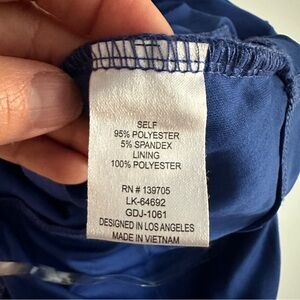 SELF
95% POLYESTER
5% SPANDEX
LINING
100% POLYESTER
RN # 139705
LK-64692
GDJ-1061
DESIGNED IN LOS ANGELES
MADE IN VIETNAM